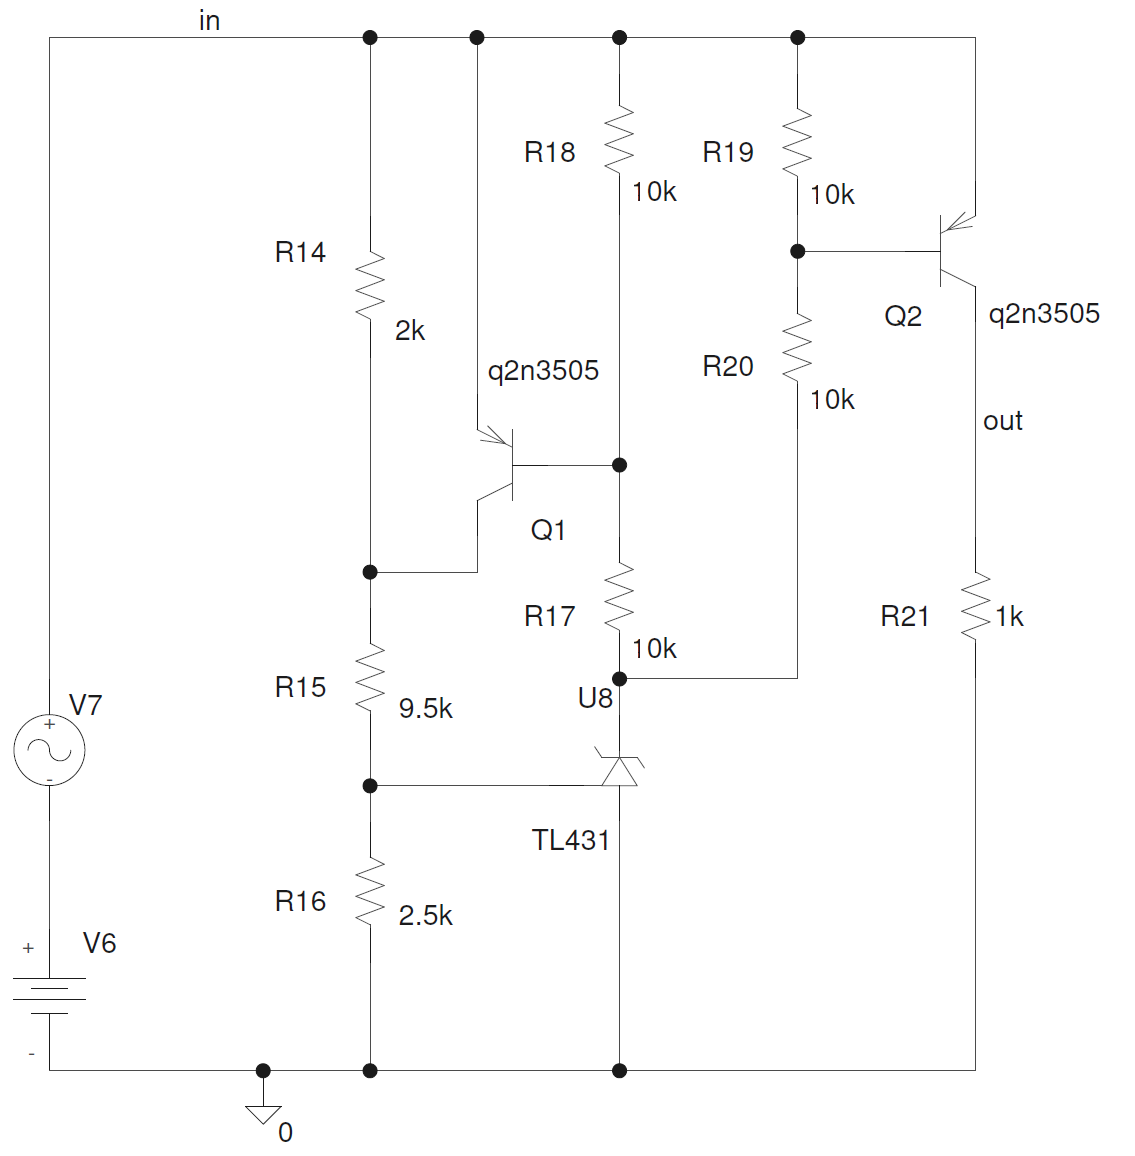 in
R18
10k
R19
10k
R14
2k
q2n3505
Q2
q2n3505
R20
10k
out
Q1
R17
10k
R21
1k
R15
9.5k
U8
V7
+
-
TL431
R16
2.5k
+
V6
-
0